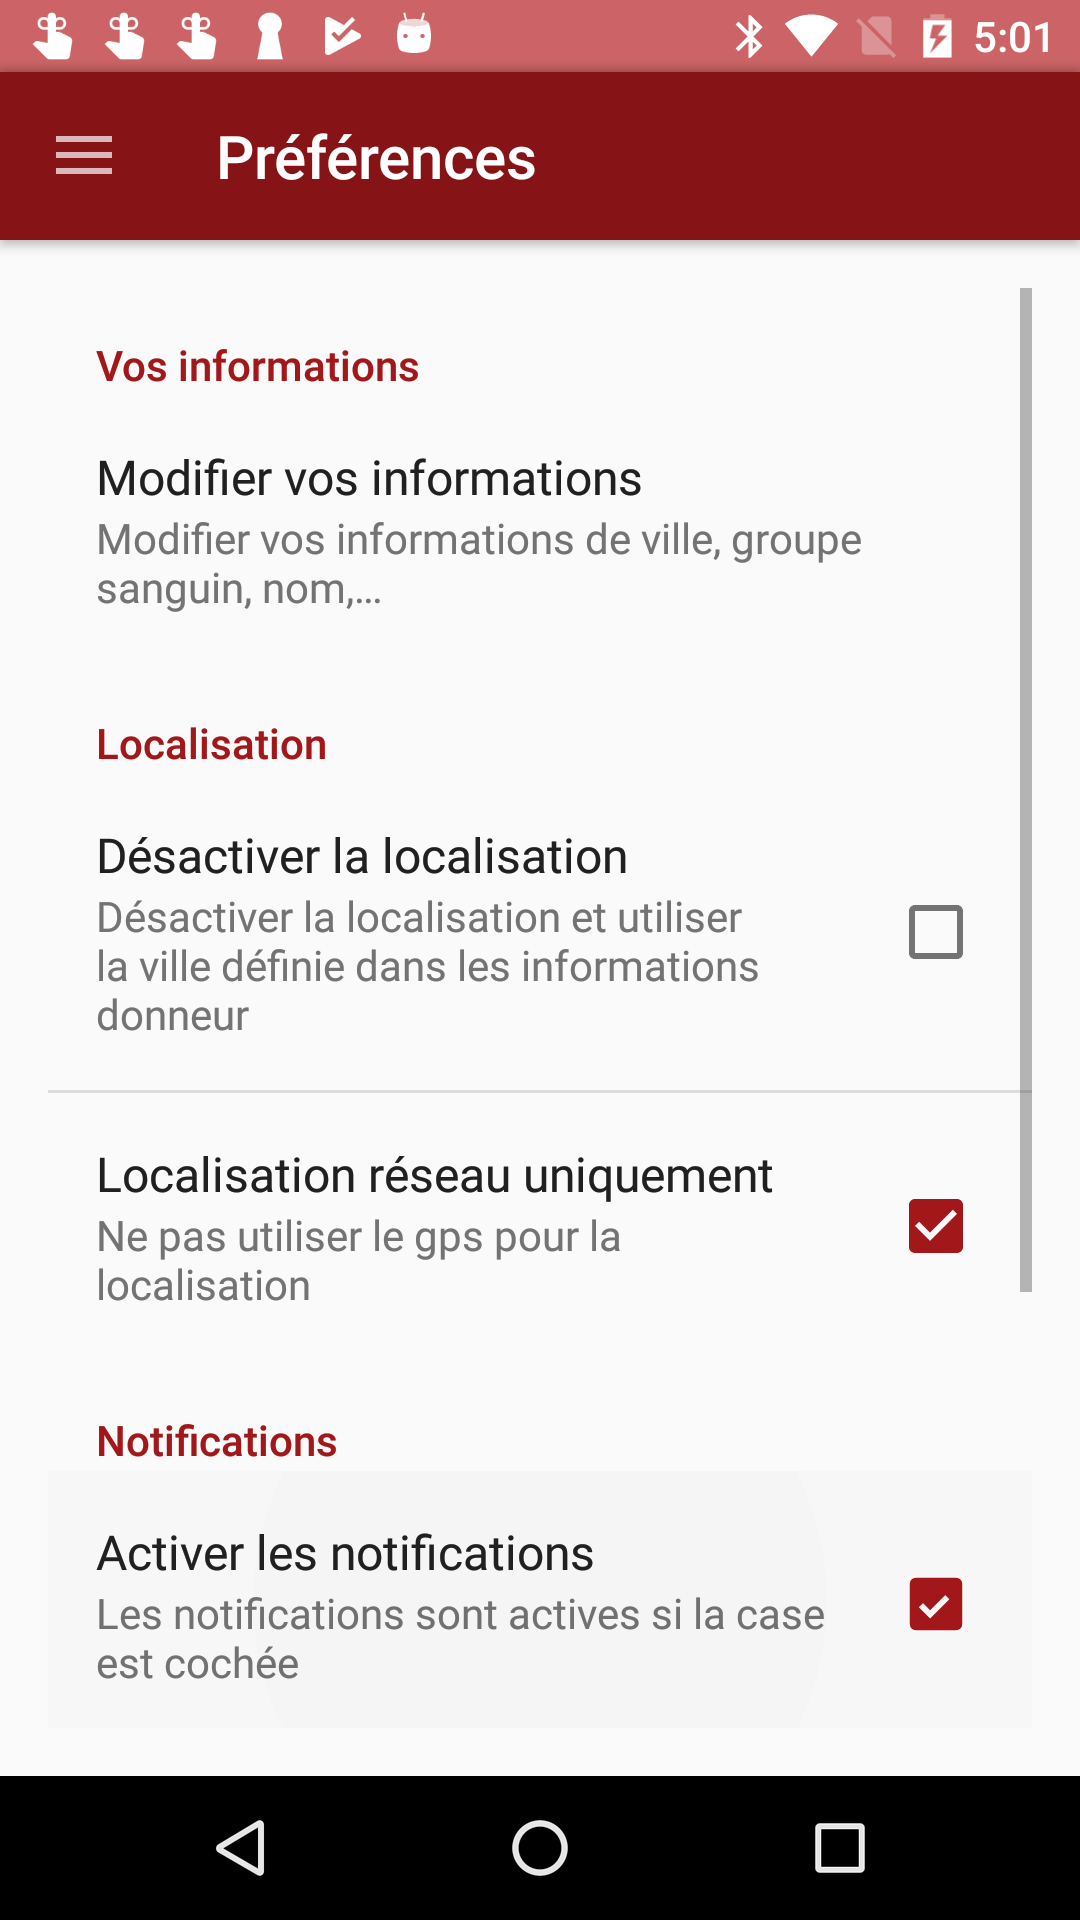 5:01
Préférences
Vos informations
Modifier vos informations
Modifier vos informations de ville, groupe
sanguin, nom,...
Localisation
Désactiver la localisation
Désactiver la localisation et utiliser
la ville définie dans les informations
donneur
Localisation réseau uniquement
Ne pas utiliser le gps pour la
localisation
Notifications
Activer les notifications
Les notifications sont actives si la case
est cochée